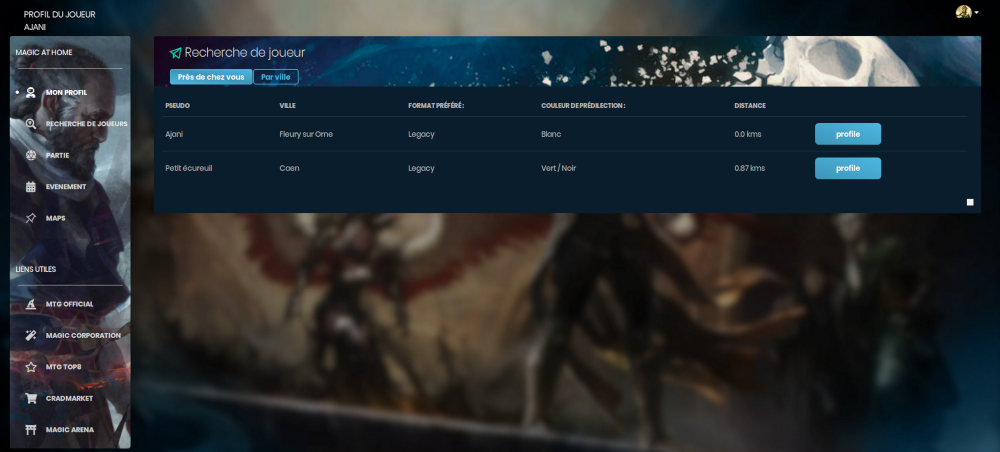 PROFIL DU JOUEUR
AJANI
MAGIC AT HOME
MON PROFIL
RECHERCHE DE JOUEURS
PARTIE
EVENEMENT
MAPS
LIENS UTILES
MTG OFFICIAL
MAGIC CORPORATION
MTG TOP8
CRADMARKET
MAGIC ARENA
Recherche de joueur
Près de chez vous Par ville
PSEUDO VILLE FORMAT PRÉFÉRÉ : COULEUR DE PRÉDILECTION : DISTANCE
Ajani Fleury sur Orne Legacy Blanc 0.0 kms profile
Petit écureuil Caen Legacy Vert / Noir 0.87 kms profile